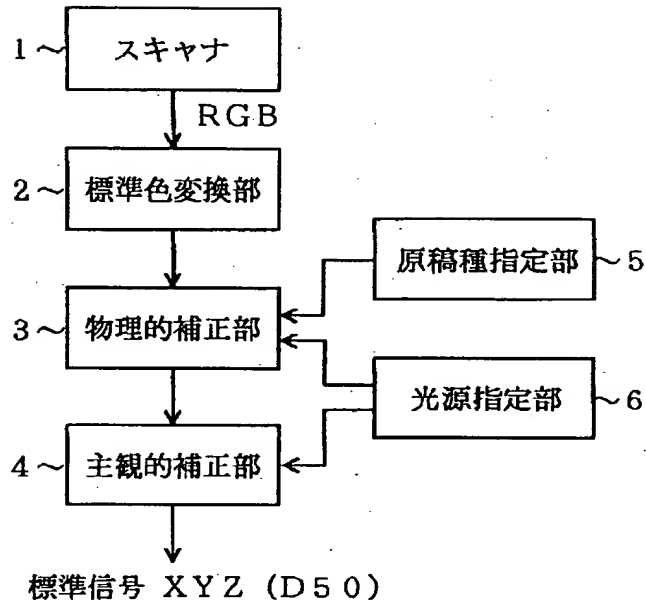 1～ スキャナ
RGB
2～ 標準色変換部
原稿種指定部 ～5
3～ 物理的補正部
光源指定部 ～6
4～ 主観的補正部
標準信号 XYZ (D50)